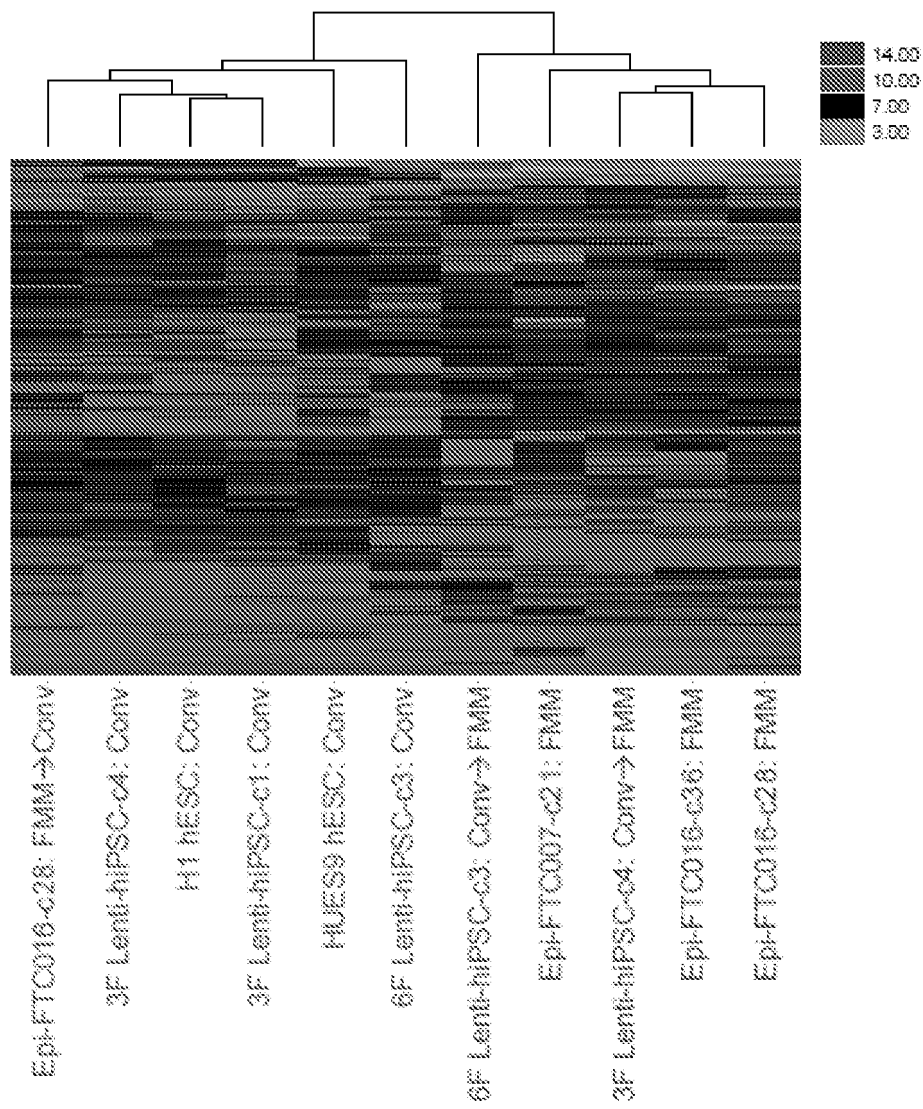 14.00
10.00
7.00
3.00
Epi-FTC016-c28: FMM→Conv
3F Lenti-hiPSC-c4: Conv
H1 hESC: Conv
3F Lenti-hiPSC-c1: Conv
HUES9 hESC: Conv
6F Lenti-hiPSC-c3: Conv
6F Lenti-hiPSC-c3: Conv→FMM
Epi-FTC007-c21: FMM
3F Lenti-hiPSC-c4: Conv→FMM
Epi-FTC016-c36: FMM
Epi-FTC016-c28: FMM